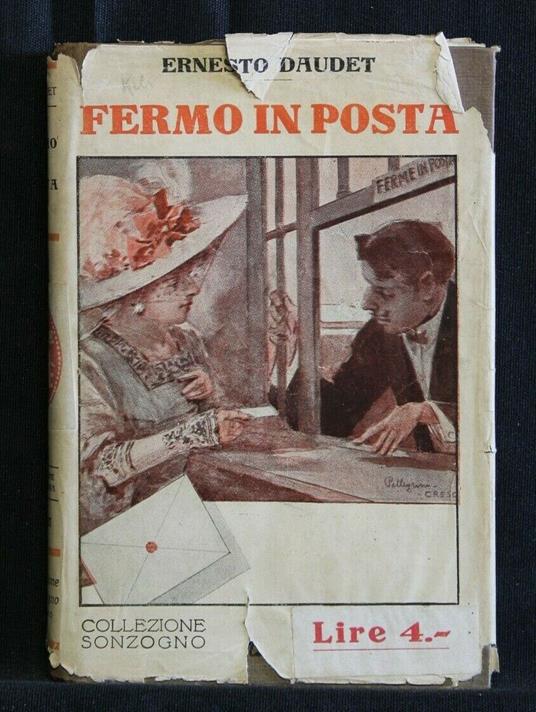 ERNESTO DAUDET
FERMO IN POSTA
FERME IN POSTA
Pellegrini
COLLEZIONE
SONZOGNO
Lire 4.-